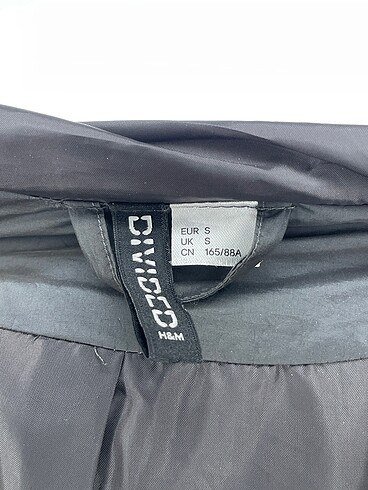 DIVIDED
H&M
EUR S
UK S
CN 165/88A